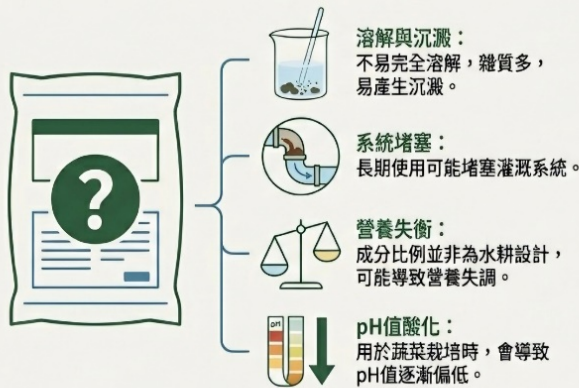 ?
溶解與沉澱：
不易完全溶解，雜質多，
易產生沉澱。
系統堵塞：
長期使用可能堵塞灌溉系統。
營養失衡：
成分比例並非為水耕設計，
可能導致營養失調。
pH
pH值酸化：
用於蔬菜栽培時，會導致
pH值逐漸偏低。